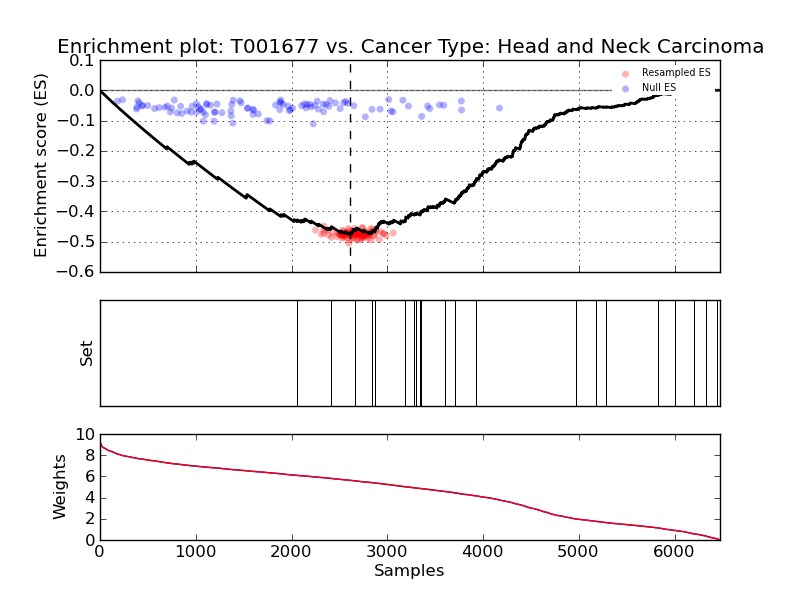 Enrichment plot: T001677 vs. Cancer Type: Head and Neck Carcinoma
0.1
0.0
−0.1
−0.2
−0.3
−0.4
−0.5
−0.6
Enrichment score (ES)
Resampled ES
Null ES
Set
10
8
6
4
2
0
Weights
0 1000 2000 3000 4000 5000 6000
Samples